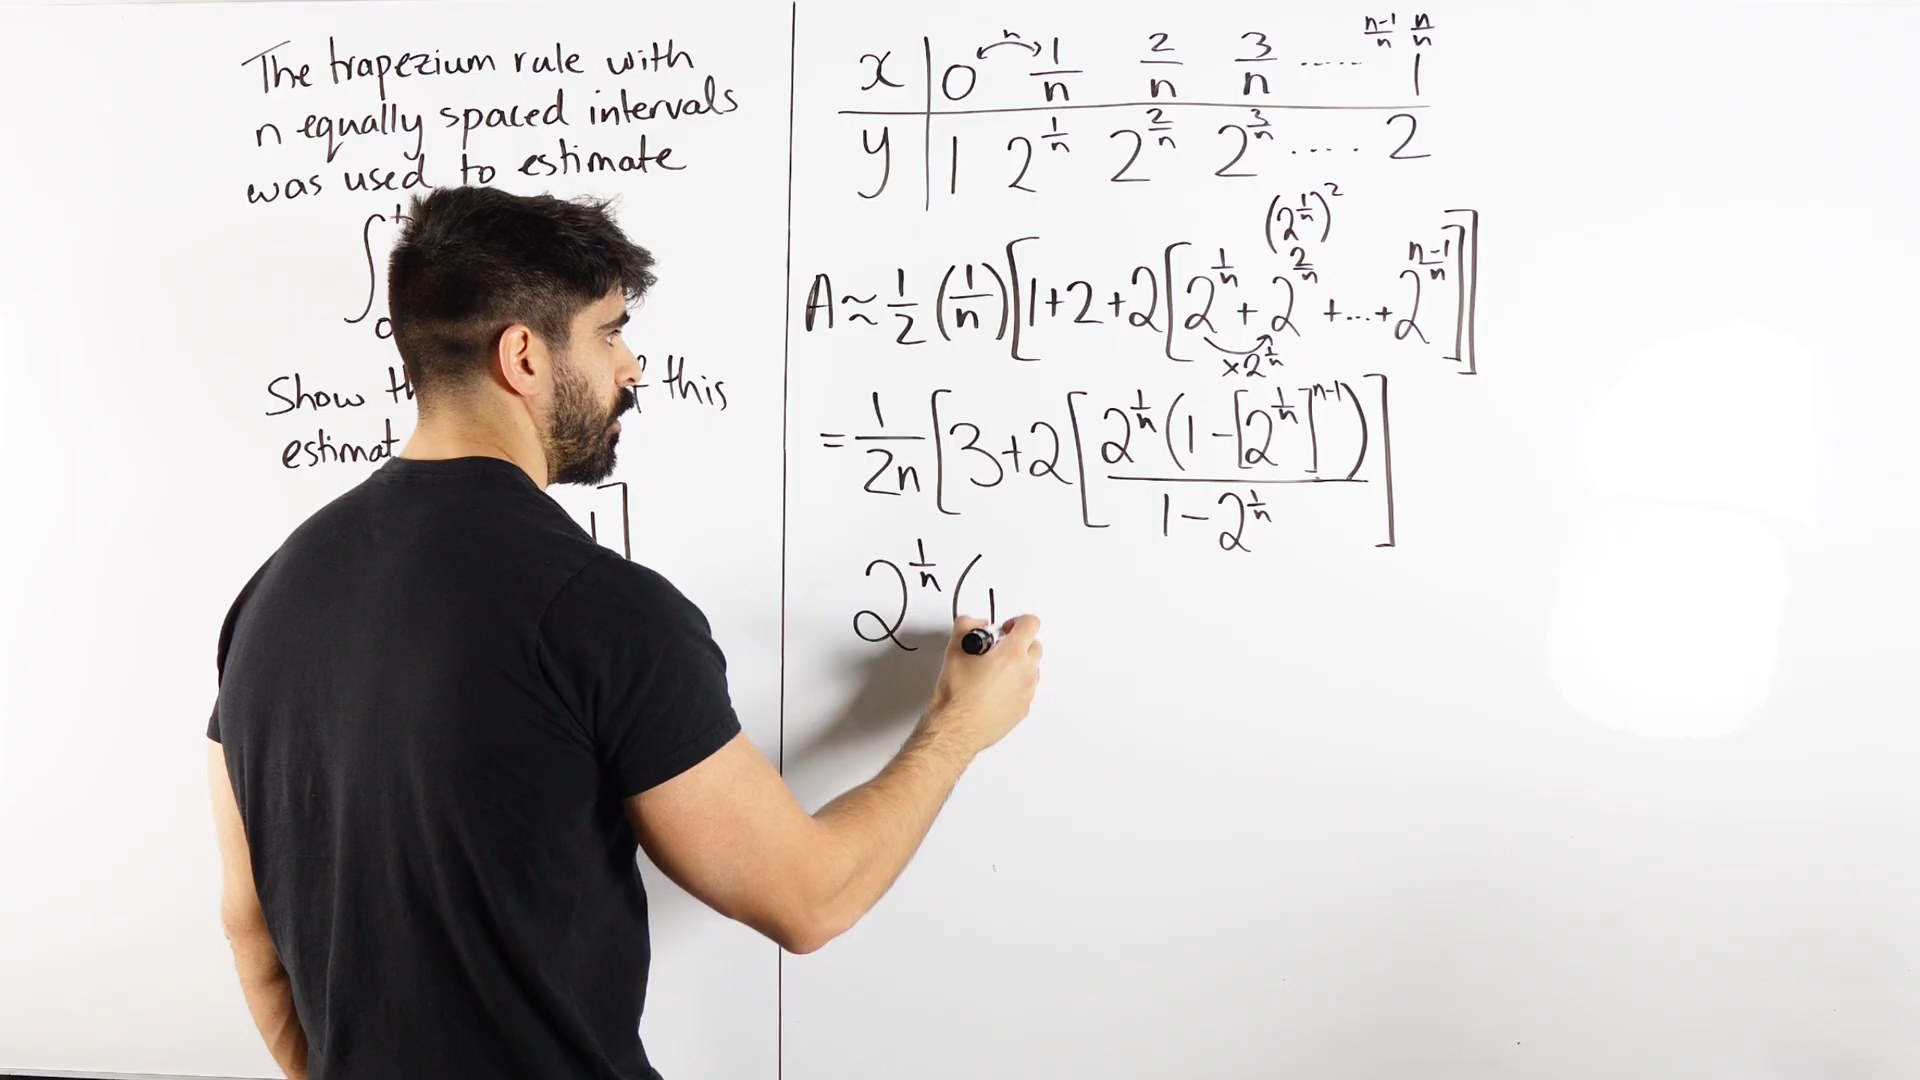 The trapezium rule with
n equally spaced intervals
was used to estimate
∫
0
Show this
estimat
1 ]
x | 0 n 1/n 2/n 3/n ..... n-1/n n/n 1
y | 1 2^(1/n) 2^(2/n) 2^(3/n) .... 2
(2^(1/n))^2
A ≈ 1/2 (1/n) [1+2+2[2^(1/n) + 2^(2/n) +...+ 2^(n-1/n)]]
×2^(1/n)
= 1/2n [3+2[2^(1/n)(1-[2^(1/n)]^(n-1)) / 1-2^(1/n)]
2^(1/n) (1